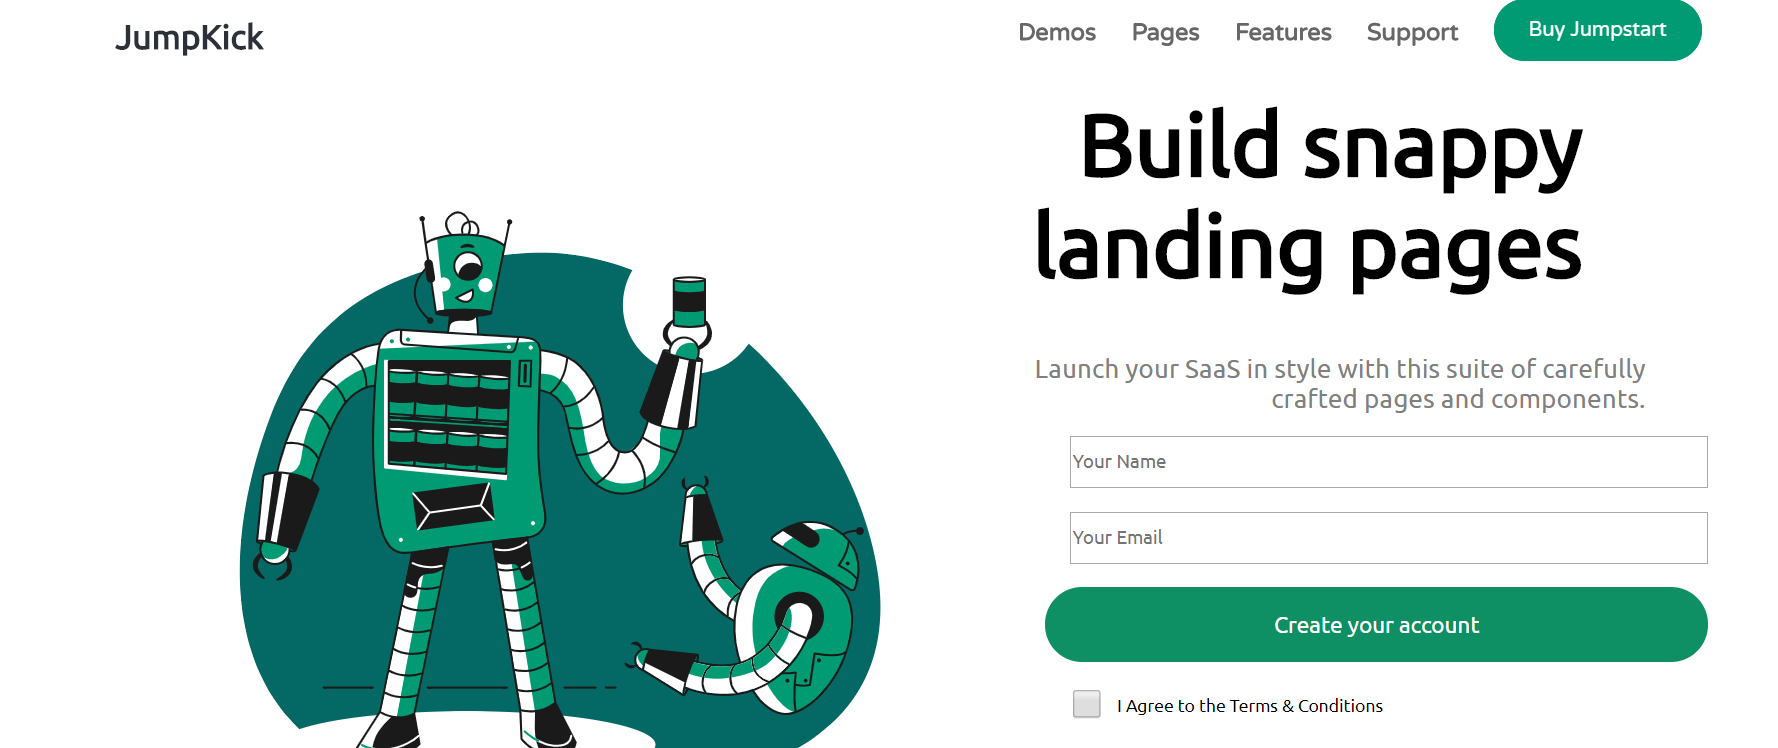 JumpKick
Demos Pages Features Support Buy Jumpstart
Build snappy
landing pages
Launch your SaaS in style with this suite of carefully
crafted pages and components.
Your Name
Your Email
Create your account
I Agree to the Terms & Conditions